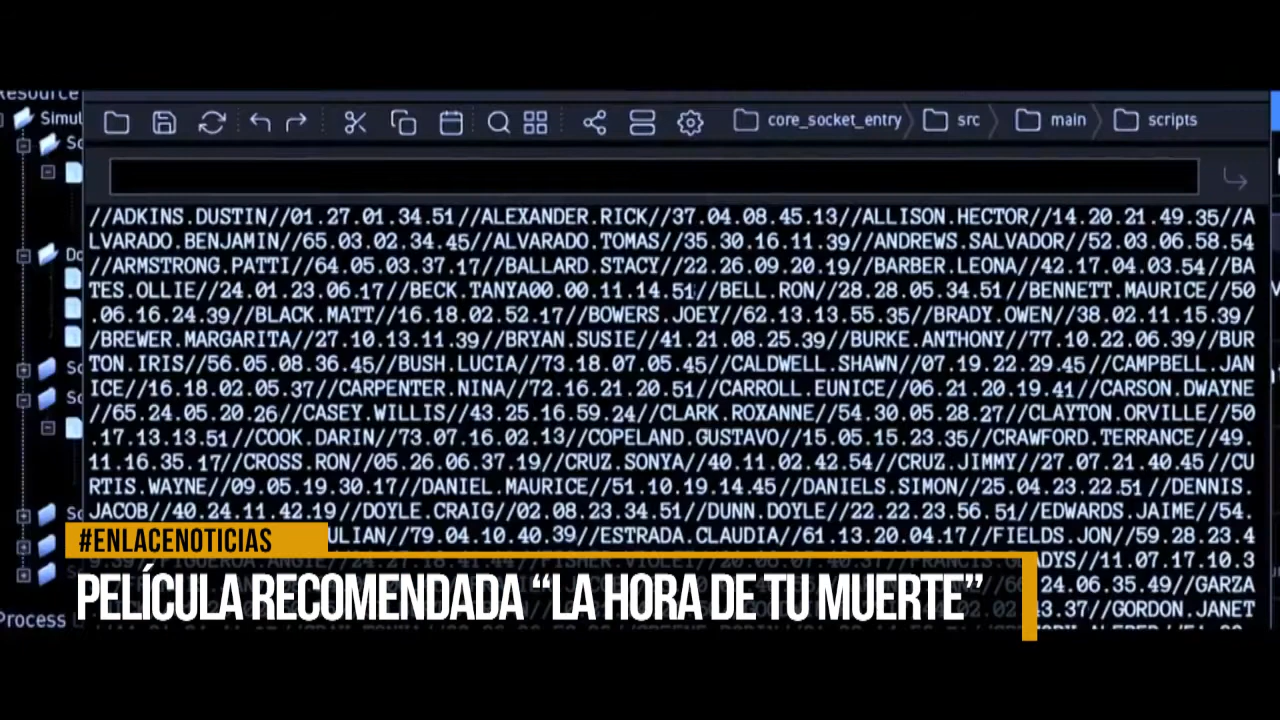 Resource
Simul
core_socket_entry src main scripts
//ADKINS.DUSTIN//01.27.01.34.51//ALEXANDER.RICK//37.04.08.45.13//ALLISON.HECTOR//14.20.21.49.35//A
LVARADO.BENJAMIN//65.03.02.34.45//ALVARADO.TOMAS//35.30.16.11.39//ANDREWS.SALVADOR//52.03.06.58.54
//ARMSTRONG.PATTI//64.05.03.37.17//BALLARD.STACY//22.26.09.20.19//BARBER.LEONA//42.17.04.03.54//BA
TES.OLLIE//24.01.23.06.17//BECK.TANYA00.00.11.14.51//BELL.RON//28.28.05.34.51//BENNETT.MAURICE//50
.06.16.24.39//BLACK.MATT//16.18.02.52.17//BOWERS.JOEY//62.13.13.55.35//BRADY.OWEN//38.02.11.15.39/
/BREWER.MARGARITA//27.10.13.11.39//BRYAN.SUSIE//41.21.08.25.39//BURKE.ANTHONY//77.10.22.06.39//BUR
TON.IRIS//56.05.08.36.45//BUSH.LUCIA//73.18.07.05.45//CALDWELL.SHAWN//07.19.22.29.45//CAMPBELL.JAN
ICE//16.18.02.05.37//CARPENTER.NINA//72.16.21.20.51//CARROLL.EUNICE//06.21.20.19.41//CARSON.DWAYNE
//65.24.05.20.26//CASEY.WILLIS//43.25.16.59.24//CLARK.ROXANNE//54.30.05.28.27//CLAYTON.ORVILLE//50
.17.13.13.51//COOK.DARIN//73.07.16.02.13//COPELAND.GUSTAVO//15.05.15.23.35//CRAWFORD.TERRANCE//49.
11.16.35.17//CROSS.RON//05.26.06.37.19//CRUZ.SONYA//40.11.02.42.54//CRUZ.JIMMY//27.07.21.40.45//CU
RTIS.WAYNE//09.05.19.30.17//DANIEL.MAURICE//51.10.19.14.45//DANIELS.SIMON//25.04.23.22.51//DENNIS.
JACOB//40.24.11.42.19//DOYLE.CRAIG//02.08.23.34.51//DUNN.DOYLE//22.22.23.56.51//EDWARDS.JAIME//54.
ULIAN//79.04.10.40.39//ESTRADA.CLAUDIA//61.13.04.14.17//FIELDS.JON//59.28.23.4
ADYS//11.07.17.10.3
24.06.35.49//GARZA
43.37//GORDON.JANET
Process
#ENLACENOTICIAS
PELÍCULA RECOMENDADA “LA HORA DE TU MUERTE”